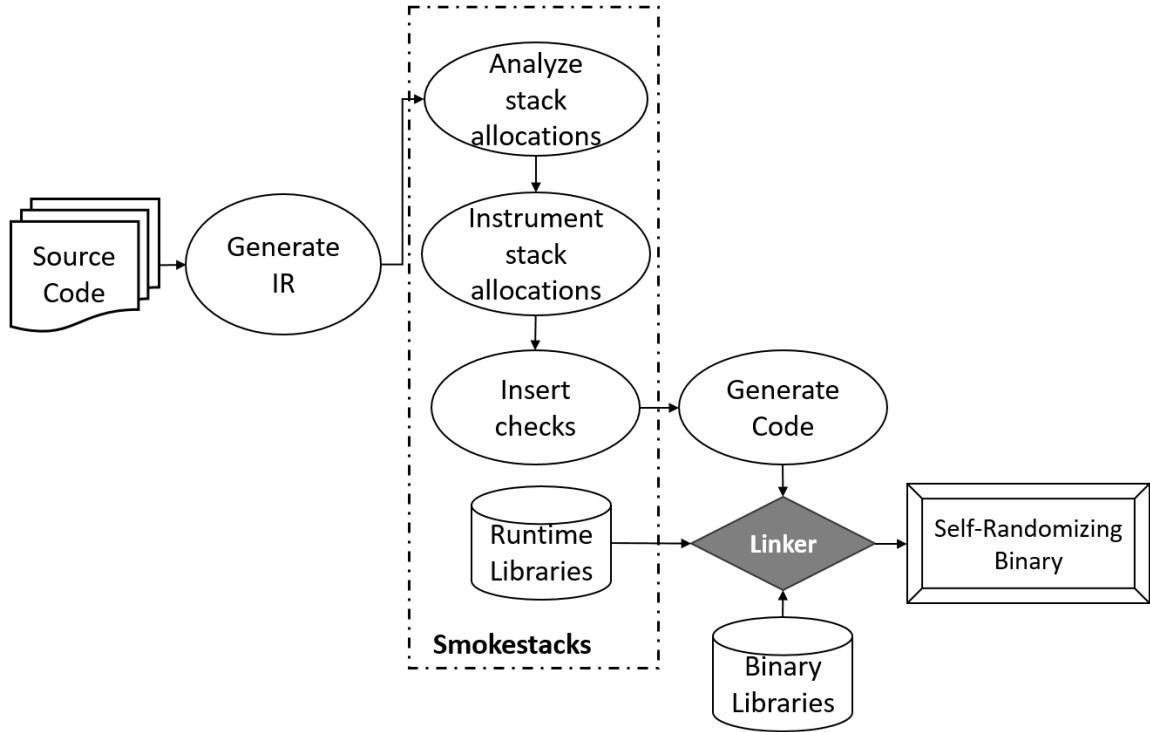 Analyze
stack
allocations
Source
Code
Generate
IR
Instrument
stack
allocations
Insert
checks
Generate
Code
Runtime
Libraries
Linker
Self-Randomizing
Binary
Smokestacks
Binary
Libraries